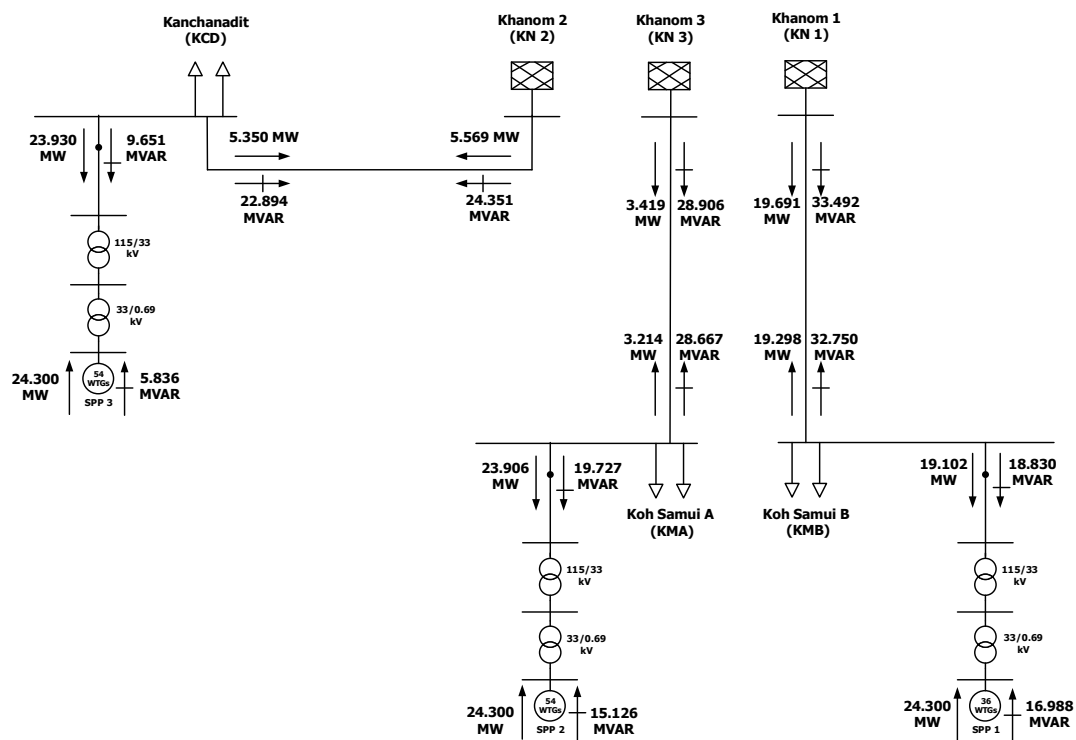 Kanchanadit
(KCD)
Khanom 2
(KN 2)
Khanom 3
(KN 3)
Khanom 1
(KN 1)
23.930
MW
9.651
MVAR
5.350 MW
5.569 MW
22.894
MVAR
24.351
MVAR
3.419
MW
28.906
MVAR
19.691
MW
33.492
MVAR
115/33
kV
33/0.69
kV
24.300
MW
54
WTGs
SPP 3
5.836
MVAR
3.214
MW
28.667
MVAR
19.298
MW
32.750
MVAR
23.906
MW
19.727
MVAR
Koh Samui A
(KMA)
Koh Samui B
(KMB)
19.102
MW
18.830
MVAR
115/33
kV
115/33
kV
33/0.69
kV
33/0.69
kV
24.300
MW
54
WTGs
SPP 2
15.126
MVAR
24.300
MW
36
WTGs
SPP 1
16.988
MVAR